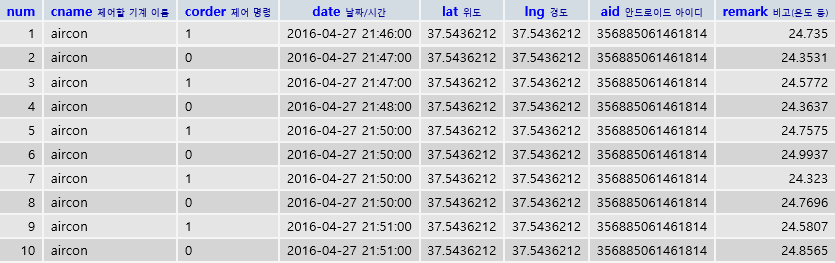 num cname 제어할 기계 이름 corder 제어 명령 date 날짜/시간 lat 위도 lng 경도 aid 안드로이드 아이디 remark 비고(온도 등)
1 aircon 1 2016-04-27 21:46:00 37.5436212 37.5436212 356885061461814 24.735
2 aircon 0 2016-04-27 21:47:00 37.5436212 37.5436212 356885061461814 24.3531
3 aircon 1 2016-04-27 21:47:00 37.5436212 37.5436212 356885061461814 24.5772
4 aircon 0 2016-04-27 21:48:00 37.5436212 37.5436212 356885061461814 24.3637
5 aircon 1 2016-04-27 21:50:00 37.5436212 37.5436212 356885061461814 24.7575
6 aircon 0 2016-04-27 21:50:00 37.5436212 37.5436212 356885061461814 24.9937
7 aircon 1 2016-04-27 21:50:00 37.5436212 37.5436212 356885061461814 24.323
8 aircon 0 2016-04-27 21:50:00 37.5436212 37.5436212 356885061461814 24.7696
9 aircon 1 2016-04-27 21:51:00 37.5436212 37.5436212 356885061461814 24.5807
10 aircon 0 2016-04-27 21:51:00 37.5436212 37.5436212 356885061461814 24.8565